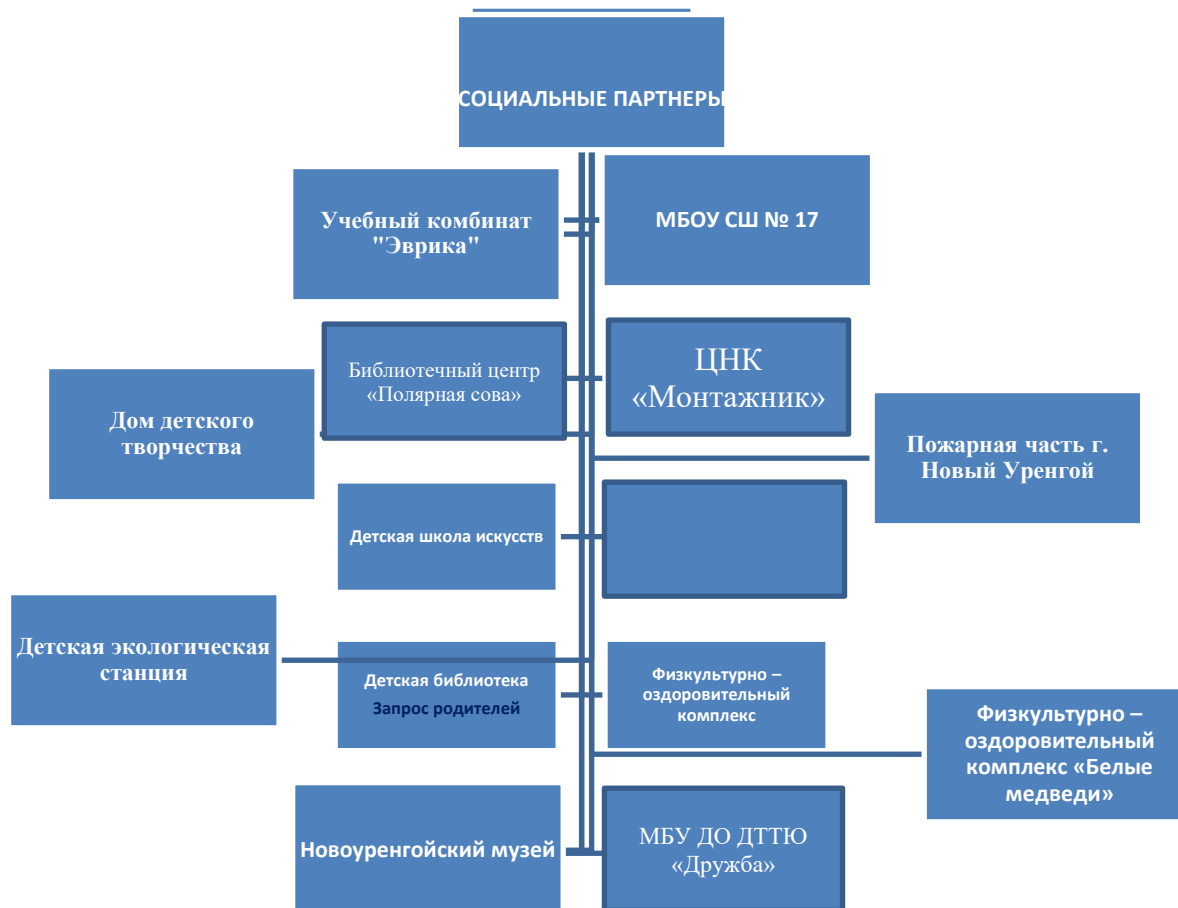 СОЦИАЛЬНЫЕ ПАРТНЕРЫ
Учебный комбинат
"Эврика"
МБОУ СШ № 17
Библиотечный центр
«Полярная сова»
ЦНК
«Монтажник»
Дом детского
творчества
Пожарная часть г.
Новый Уренгой
Детская школа искусств
Детская экологическая
станция
Детская библиотека
Запрос родителей
Физкультурно –
оздоровительный
комплекс
Физкультурно –
оздоровительный
комплекс «Белые
медведи»
Новоуренгойский музей
МБУ ДО ДТТЮ
«Дружба»